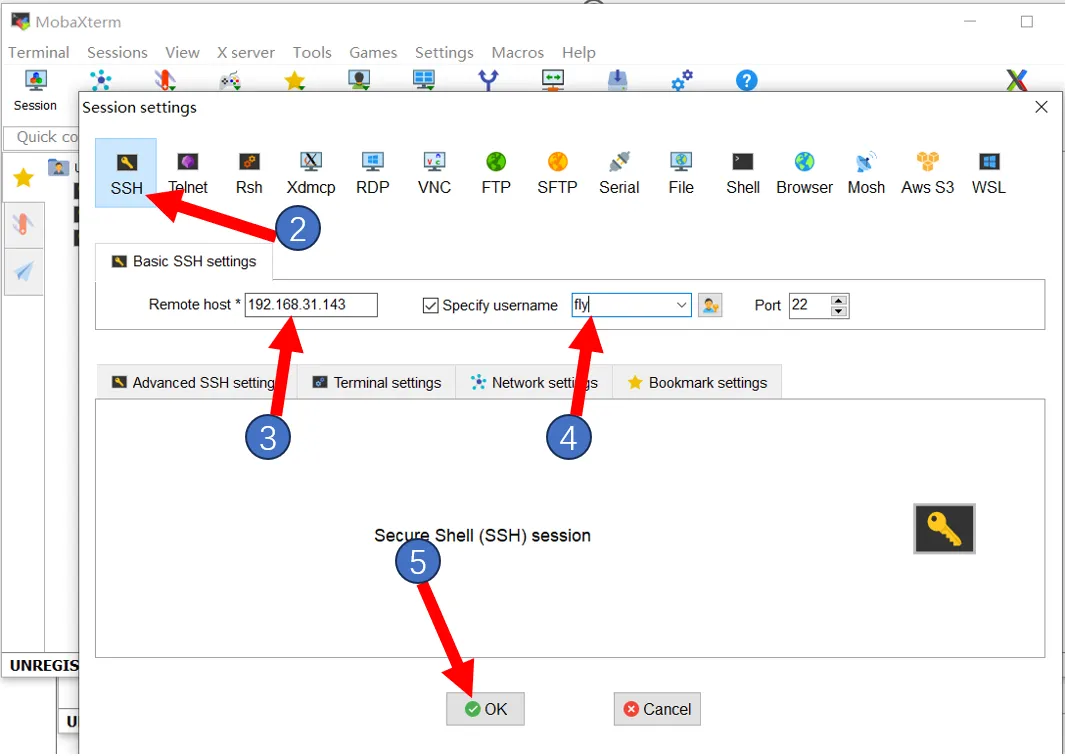 MobaXterm
Terminal Sessions View X server Tools Games Settings Macros Help
Session
Session settings
Quick co
SSH Telnet Rsh Xdmcp RDP VNC FTP SFTP Serial File Shell Browser Mosh Aws S3 WSL
2
Basic SSH settings
Remote host * 192.168.31.143 Specify username fly Port 22
Advanced SSH setting Terminal settings Network settings Bookmark settings
3
4
Secure Shell (SSH) session
5
UNREGIS
OK Cancel
U